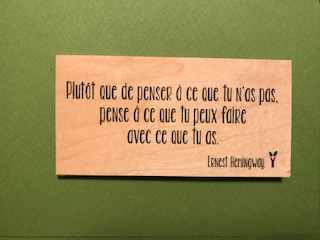 Plutôt que de penser à ce que tu n'as pas,
pense à ce que tu peux faire
avec ce que tu as.
Ernest Hemingway